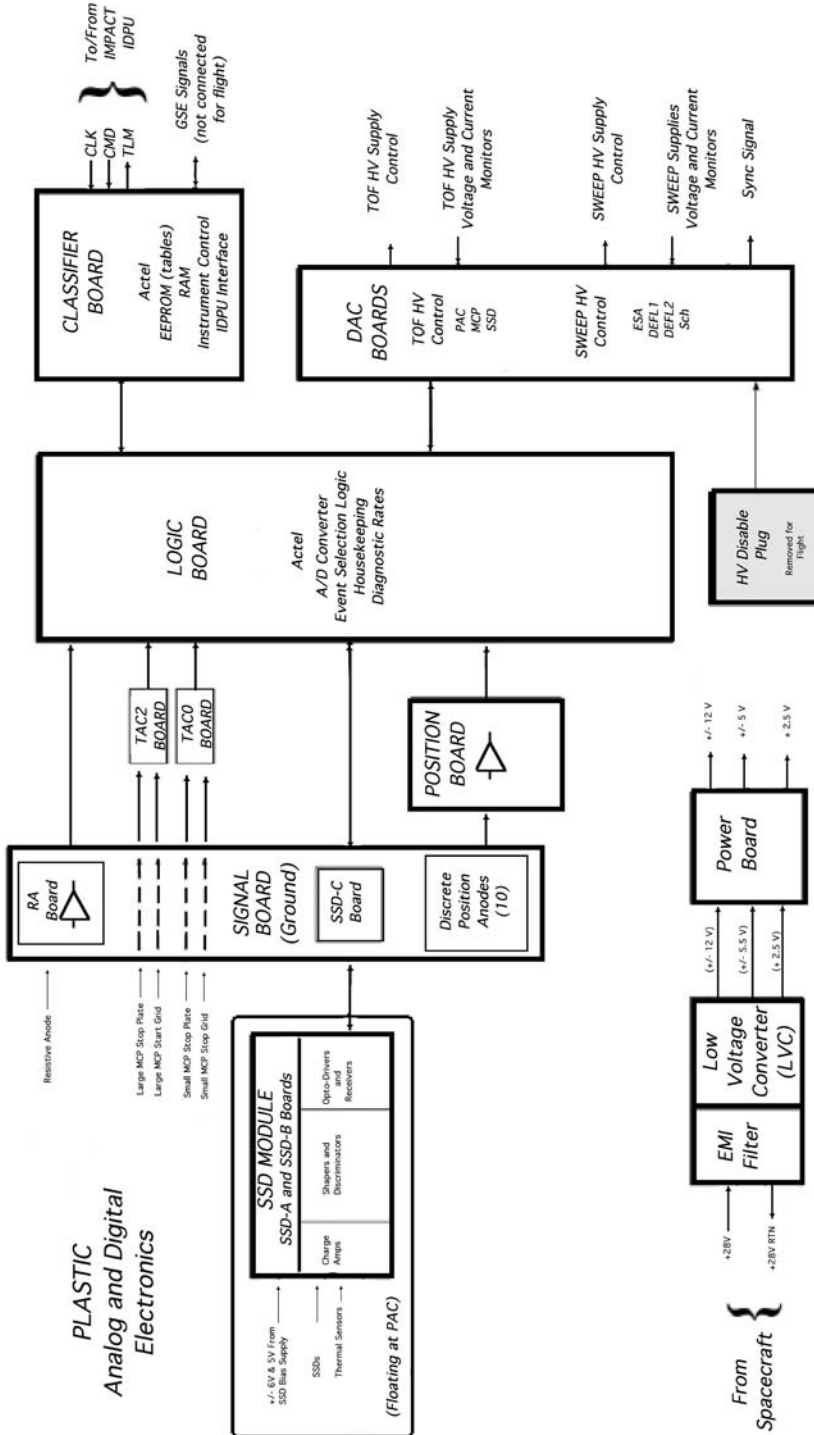 PLASTIC
Analog and Digital
Electronics
Resistive Anode
Large MCP Stop Plate
Large MCP Start Grid
Small MCP Stop Plate
Small MCP Stop Grid
+/- 6V & 5V From
SSD Bias Supply
SSDs
Thermal Sensors
(Floating at PAC)
SSD MODULE
SSD-A and SSD-B Boards
Charge
Amps
Shapers and
Discriminators
Opto-Drivers
and
Receivers
RA
Board
SIGNAL
BOARD
(Ground)
SSD-C
Board
Discrete
Position
Anodes
(10)
TAC2
BOARD
TAC0
BOARD
POSITION
BOARD
LOGIC
BOARD
Actel
A/D Converter
Event Selection Logic
Housekeeping
Diagnostic Rates
CLASSIFIER
BOARD
Actel
EEPROM (tables)
RAM
Instrument Control
IDPU Interface
CLK
CMD
TLM
To/From
IMPACT
IDPU
GSE Signals
(not connected
for flight)
DAC
BOARDS
TOF HV
Control
PAC
MCP
SSD
SWEEP HV
Control
ESA
DEFL1
DEFL2
Sch
TOF HV Supply
Control
TOF HV Supply
Voltage and Current
Monitors
SWEEP HV Supply
Control
SWEEP Supplies
Voltage and Current
Monitors
Sync Signal
HV Disable
Plug
Removed for
Flight
From
Spacecraft
+28V
+28V RTN
EMI
Filter
Low
Voltage
Converter
(LVC)
(+/- 12 V)
(+/- 5.5 V)
(+ 2.5 V)
Power
Board
+/- 12 V
+/- 5 V
+ 2.5 V